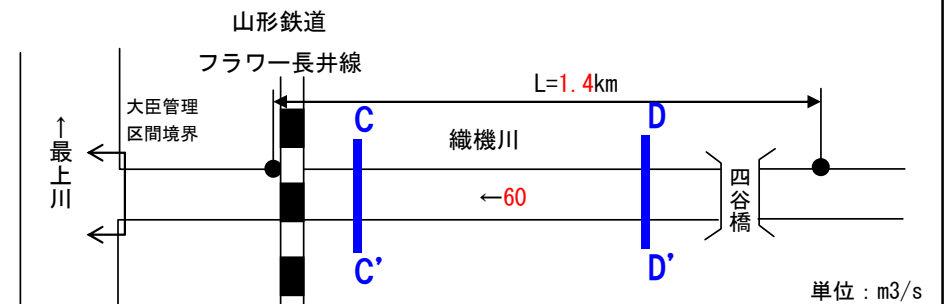 山形鉄道
フラワー長井線
L=1.4km
大臣管理
区間境界
C
D
織機川
↑最上川
←60
四谷橋
C'
D'
単位：m3/s